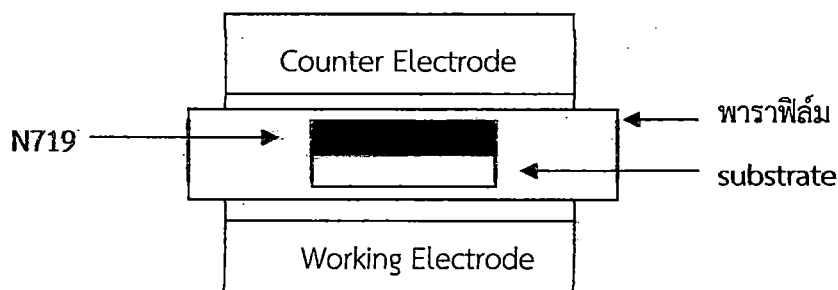 Counter Electrode
พาราฟิล์ม
N719
substrate
Working Electrode